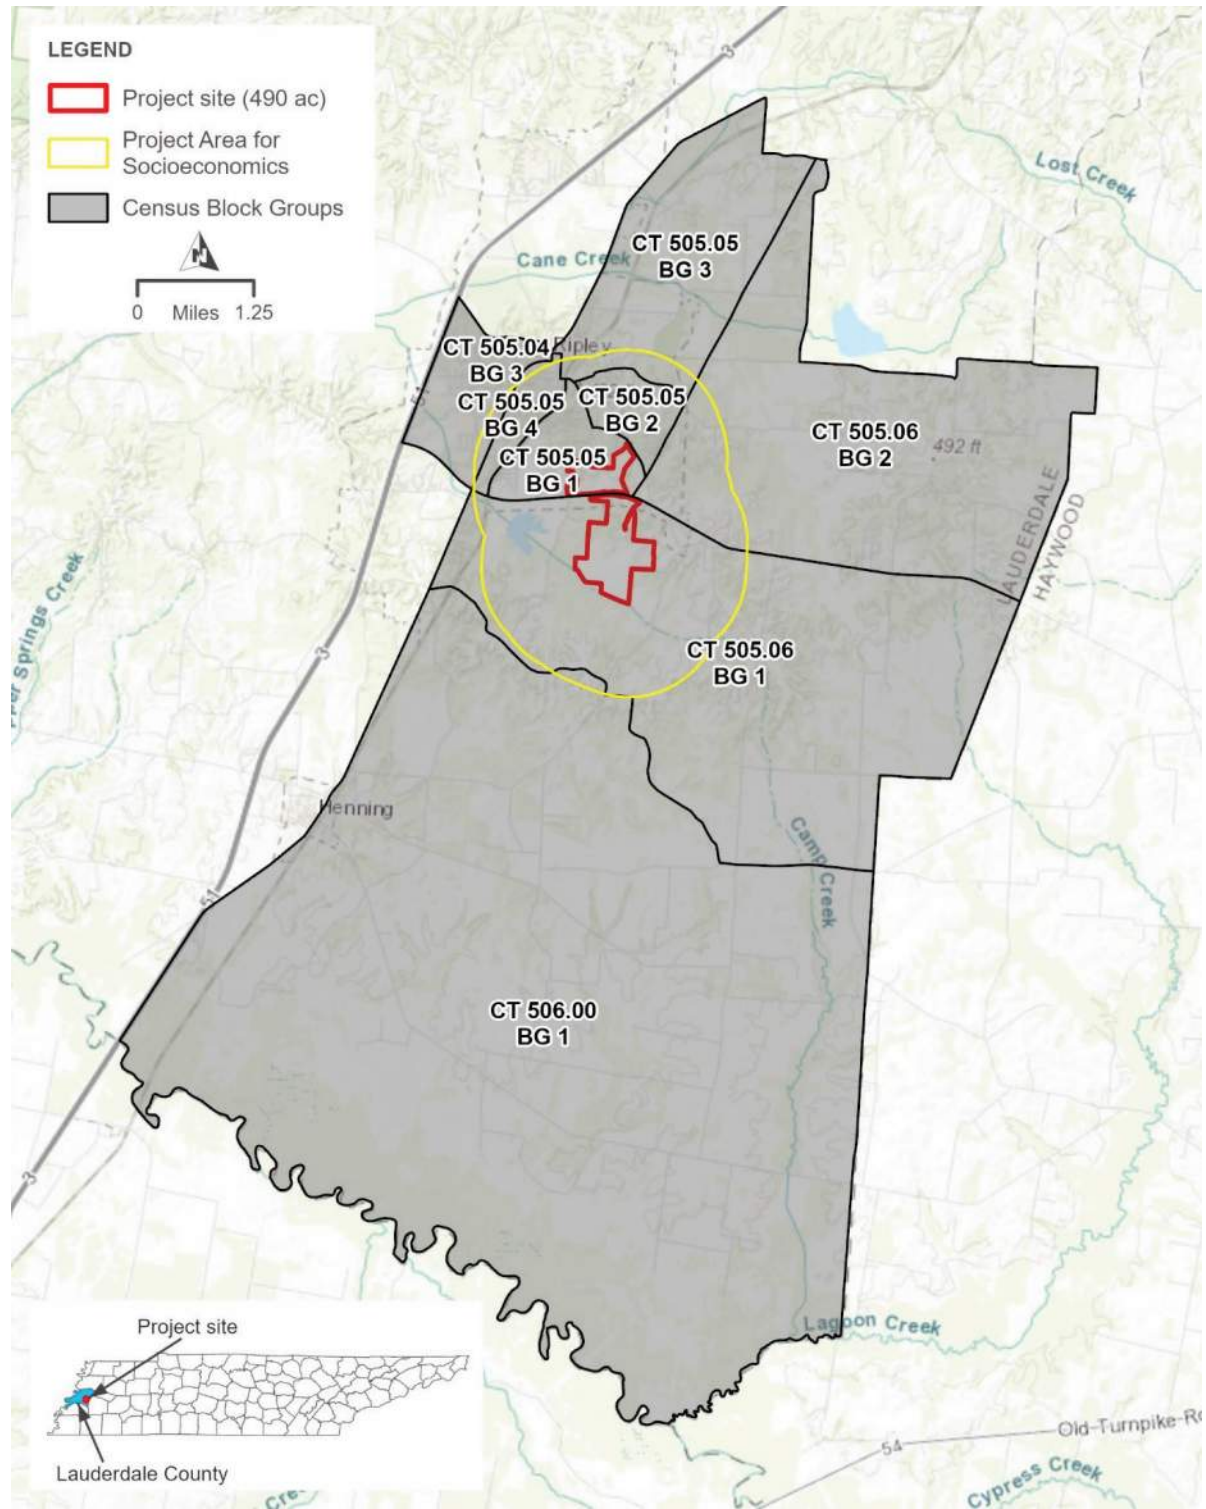 LEGEND
Project site (490 ac)
Project Area for
Socioeconomics
Census Block Groups
N
0 Miles 1.25
3
Lost Creek
CT 505.05
BG 3
Cane Creek
Ripley
CT 505.04
BG 3
51
CT 505.05
BG 4
CT 505.05
BG 2
CT 505.05
BG 1
CT 505.06
BG 2
492 ft
LAUDERDALE
HAYWOOD
Springs Creek
3
CT 505.06
BG 1
Henning
Camp Creek
51
CT 506.00
BG 1
3
Lagoon Creek
Project site
Lauderdale County
54
Old-Turnpike-R
Cypress Creek